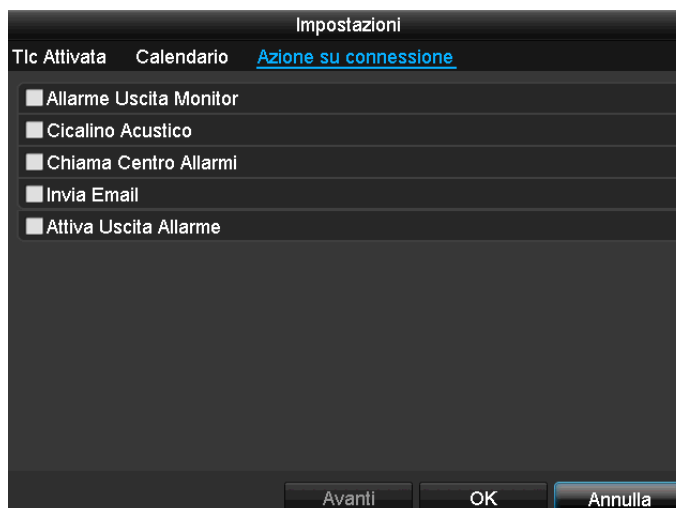 Impostazioni
Tlc Attivata Calendario Azione su connessione
Allarme Uscita Monitor
Cicalino Acustico
Chiama Centro Allarmi
Invia Email
Attiva Uscita Allarme
Avanti OK Annulla